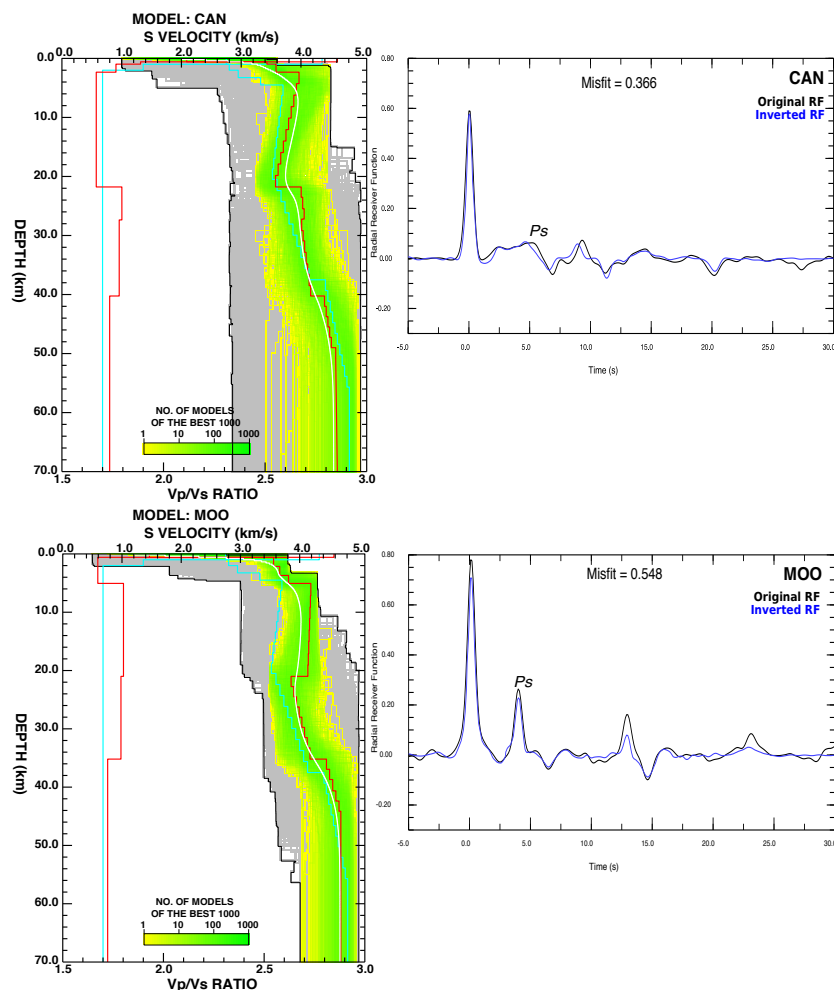 MODEL: CAN
S VELOCITY (km/s)
0.0 1.0 2.0 3.0 4.0 5.0
0.0
10.0
20.0
30.0
40.0
50.0
60.0
70.0
DEPTH (km)
NO. OF MODELS
OF THE BEST 1000
1 10 100 1000
1.5 2.0 2.5 3.0
Vp/Vs RATIO
0.80
0.60
0.40
0.20
0.00
-0.20
Radial Receiver Function
Misfit = 0.366
CAN
Original RF
Inverted RF
Ps
-5.0 0.0 5.0 10.0 15.0 20.0 25.0 30.0
Time (s)
MODEL: MOO
S VELOCITY (km/s)
0.0 1.0 2.0 3.0 4.0 5.0
0.0
10.0
20.0
30.0
40.0
50.0
60.0
70.0
DEPTH (km)
NO. OF MODELS
OF THE BEST 1000
1 10 100 1000
1.5 2.0 2.5 3.0
Vp/Vs RATIO
0.80
0.60
0.40
0.20
0.00
-0.20
Radial Receiver Function
Misfit = 0.548
MOO
Original RF
Inverted RF
Ps
-5.0 0.0 5.0 10.0 15.0 20.0 25.0 30.0
Time (s)